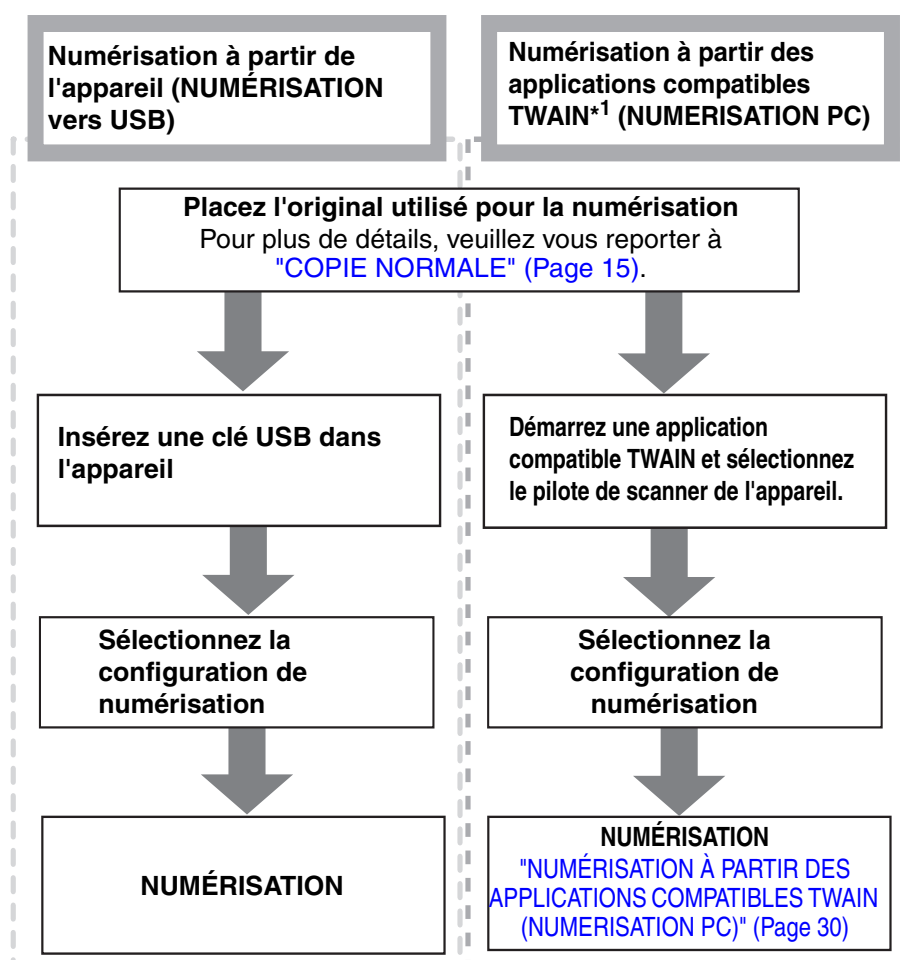 Numérisation à partir de
l'appareil (NUMÉRISATION
vers USB)
Numérisation à partir des
applications compatibles
TWAIN*1 (NUMERISATION PC)
Placez l'original utilisé pour la numérisation
Pour plus de détails, veuillez vous reporter à
"COPIE NORMALE" (Page 15).
Insérez une clé USB dans
l'appareil
Démarrez une application
compatible TWAIN et sélectionnez
le pilote de scanner de l'appareil.
Sélectionnez la
configuration de
numérisation
Sélectionnez la
configuration de
numérisation
NUMÉRISATION
NUMÉRISATION
"NUMÉRISATION À PARTIR DES
APPLICATIONS COMPATIBLES TWAIN
(NUMERISATION PC)" (Page 30)